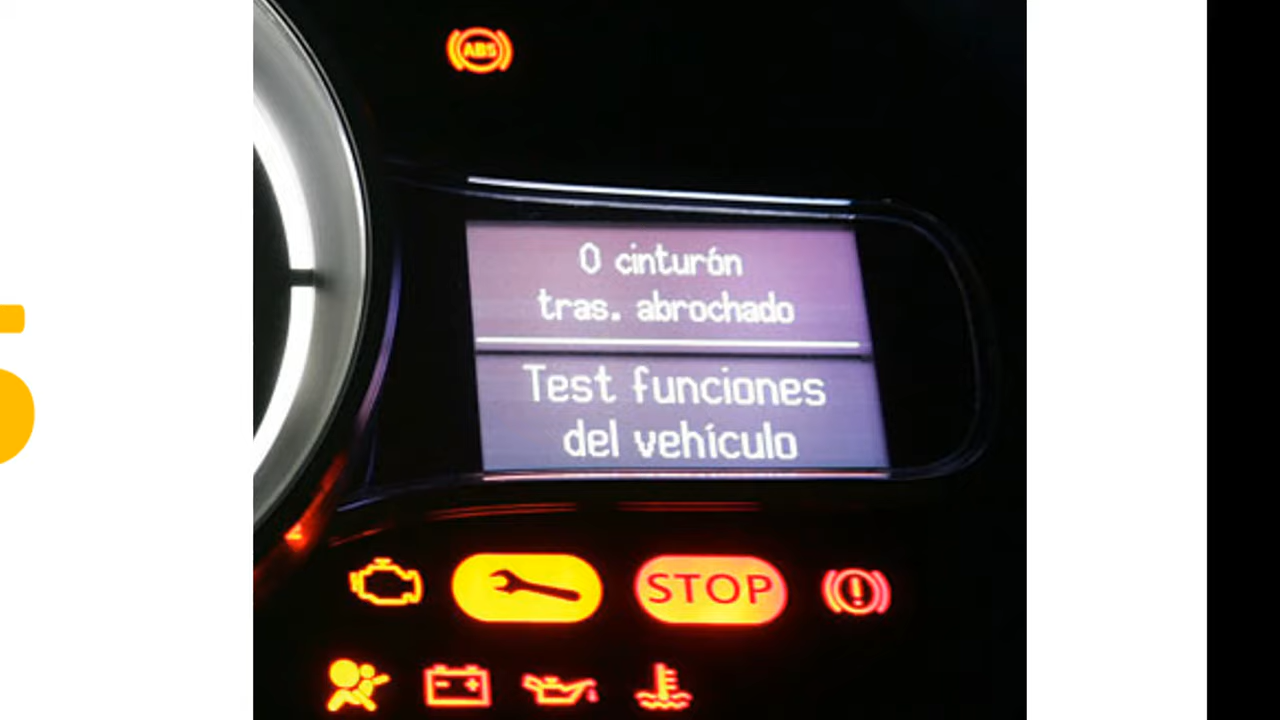 ABS
0 cinturón
tras. abrochado
Test funciones
del vehículo
STOP